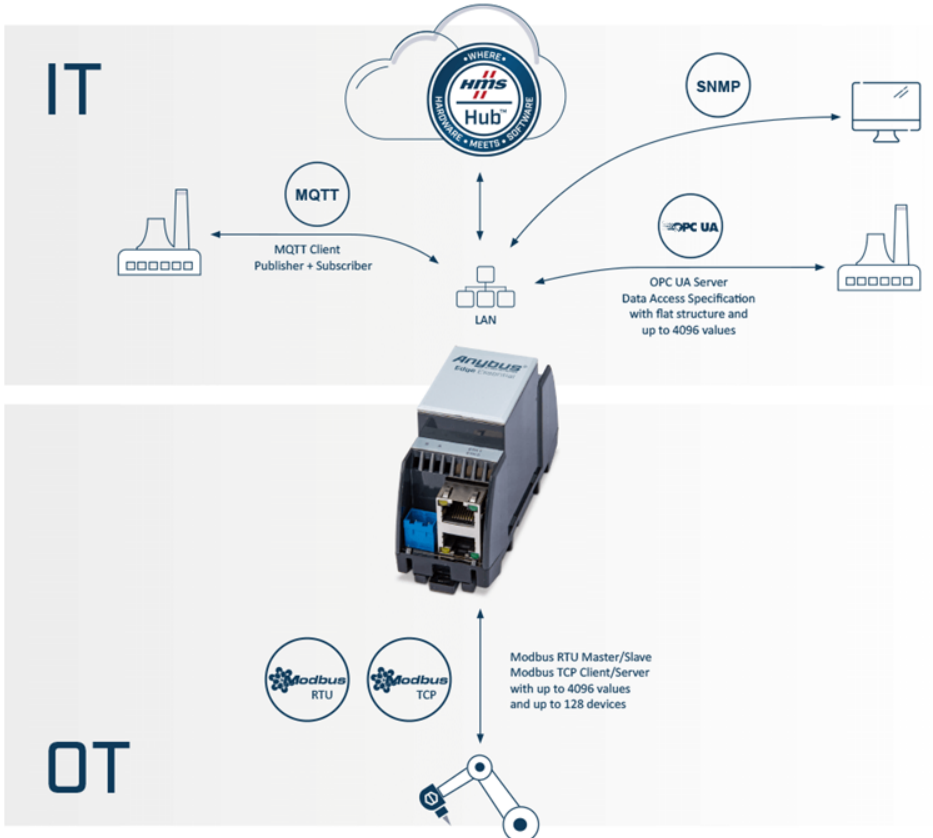 IT
WHERE
HARDWARE • MEETS • SOFTWARE
HMS
Hub™
SNMP
MQTT
MQTT Client
Publisher + Subscriber
OPC UA
OPC UA Server
Data Access Specification
with flat structure and
up to 4096 values
LAN
Anybus
Edge Essential
Modbus
RTU
Modbus
TCP
Modbus RTU Master/Slave
Modbus TCP Client/Server
with up to 4096 values
and up to 128 devices
OT